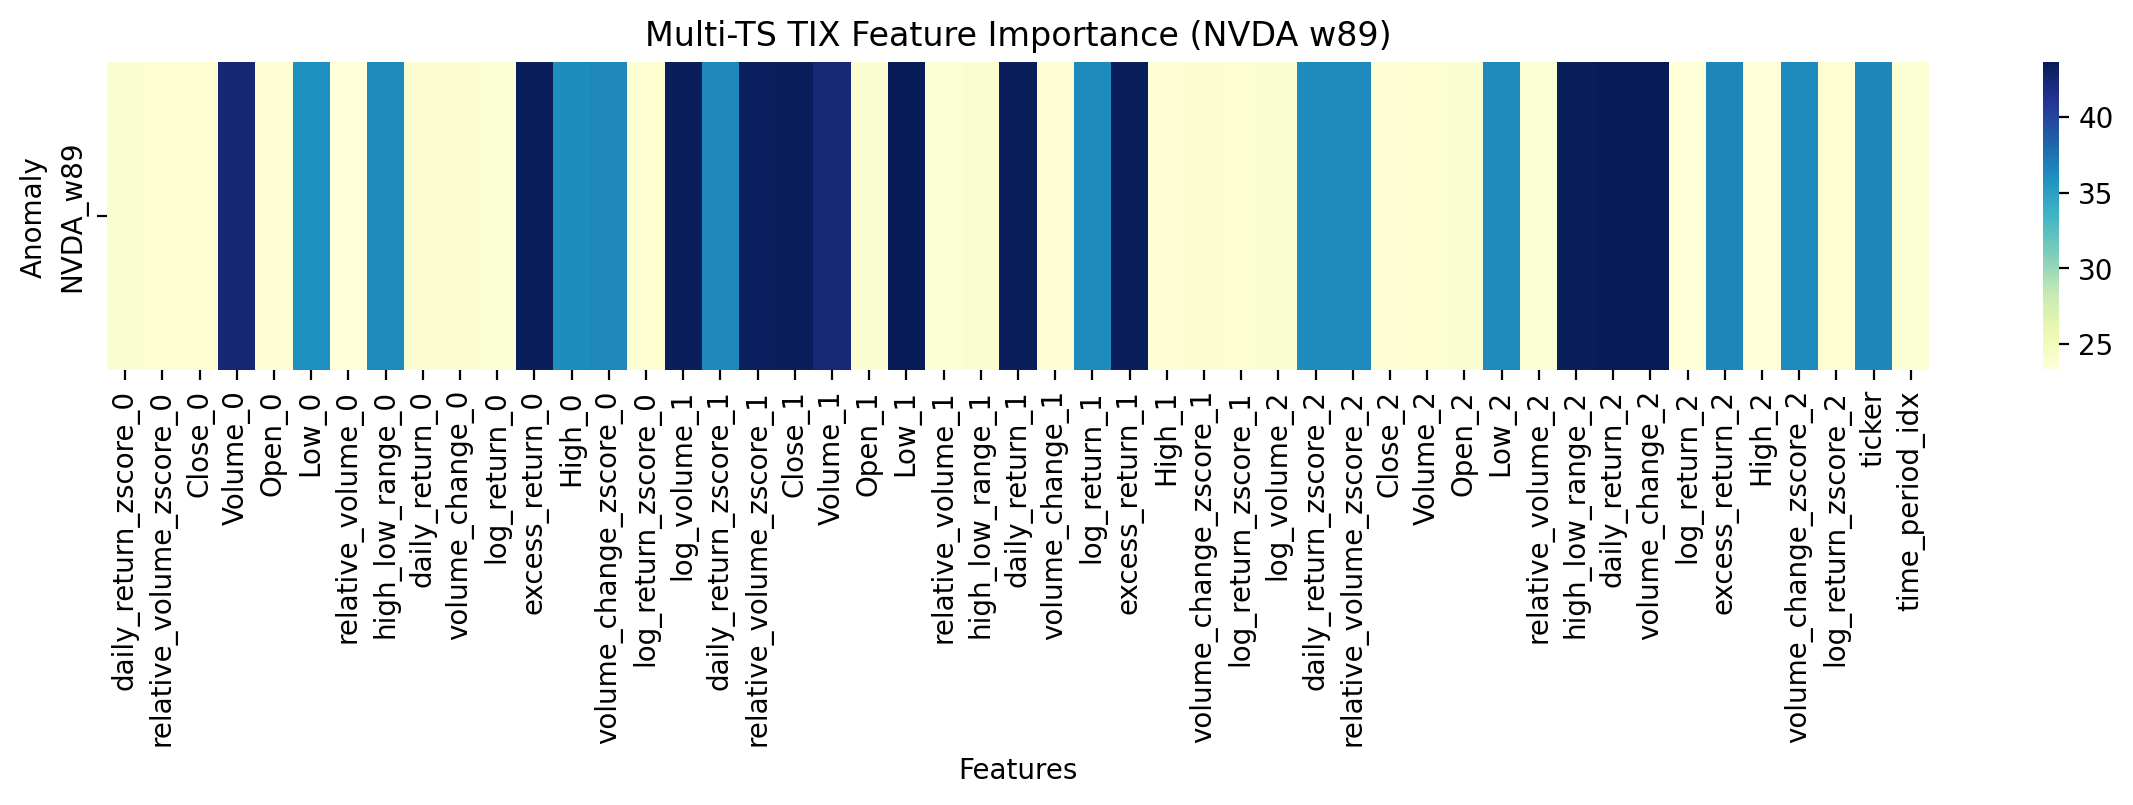 Multi-TS TIX Feature Importance (NVDA w89)
Anomaly
NVDA_w89
40
35
30
25
daily_return_zscore_0
relative_volume_zscore_0
Close_0
Volume_0
Open_0
Low_0
relative_volume_0
high_low_range_0
daily_return_0
volume_change_0
log_return_0
excess_return_0
High_0
volume_change_zscore_0
log_return_zscore_0
log_volume_1
daily_return_zscore_1
relative_volume_zscore_1
Close_1
Volume_1
Open_1
Low_1
relative_volume_1
high_low_range_1
daily_return_1
volume_change_1
log_return_1
excess_return_1
High_1
volume_change_zscore_1
log_return_zscore_1
log_volume_2
daily_return_zscore_2
relative_volume_zscore_2
Close_2
Volume_2
Open_2
Low_2
relative_volume_2
high_low_range_2
daily_return_2
volume_change_2
log_return_2
excess_return_2
High_2
volume_change_zscore_2
log_return_zscore_2
ticker
time_period_idx
Features